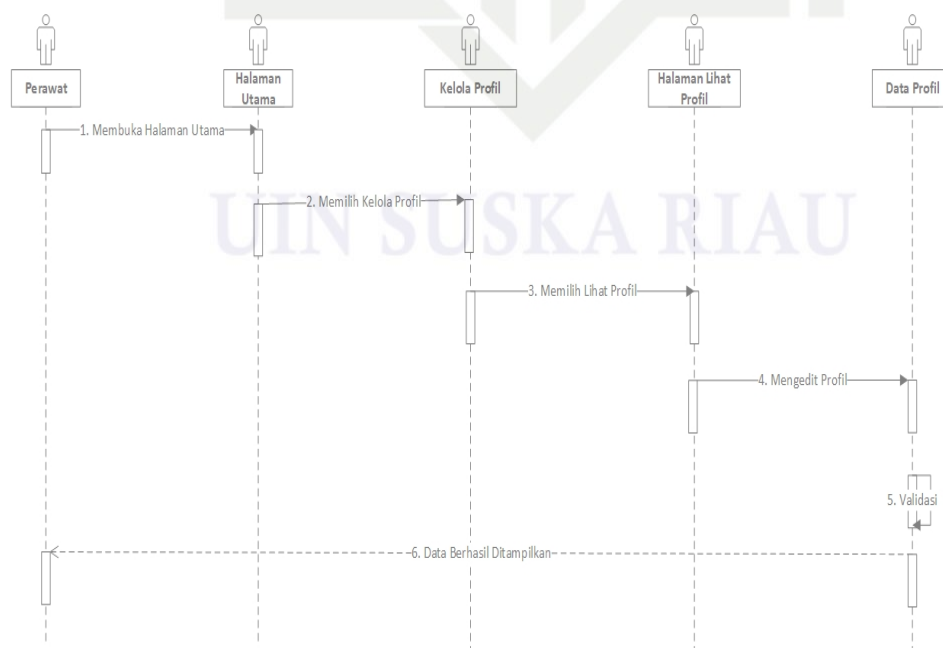 Perawat
Halaman
Utama
Kelola Profil
Halaman Lihat
Profil
Data Profil
1. Membuka Halaman Utama
2. Memilih Kelola Profil
UIN SUSKA RIAU
3. Memilih Lihat Profil
4. Mengedit Profil
5. Validasi
6. Data Berhasil Ditampilkan